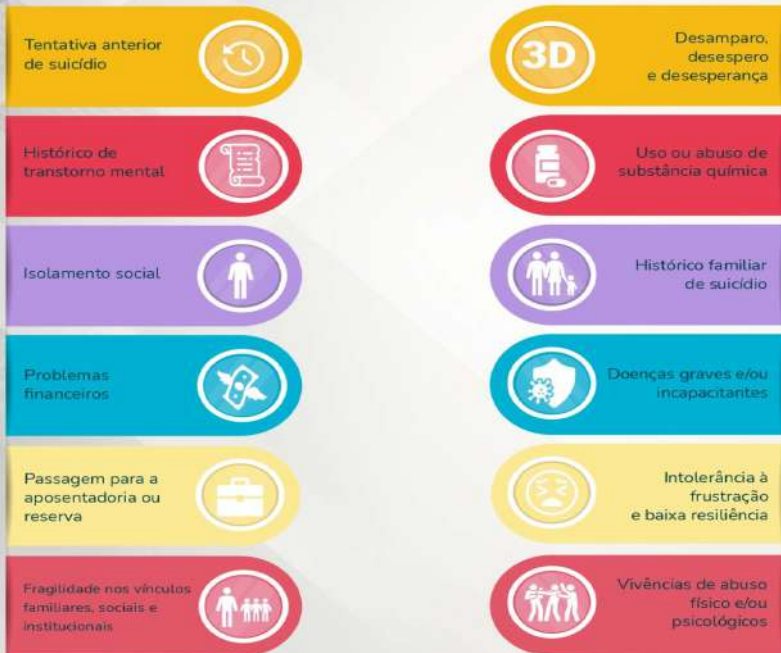 Tentativa anterior
de suicídio
3D
Desamparo,
desespero
e desesperança
Histórico de
transtorno mental
Uso ou abuso de
substância química
Isolamento social
Histórico familiar
de suicídio
Problemas
financeiros
Doenças graves e/ou
incapacitantes
Passagem para a
aposentadoria ou
reserva
Intolerância à
frustração
e baixa resiliência
Fragilidade nos vínculos
familiares, sociais e
institucionais
Vivências de abuso
físico e/ou
psicológicos